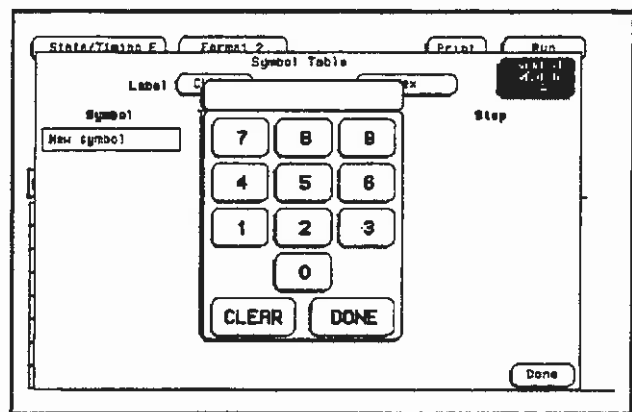 State/Timing E Format 2 Print Run
Symbol Table
Label
Symbol Stop
New Symbol
7 8 9
4 5 6
1 2 3
0
CLEAR DONE
Done